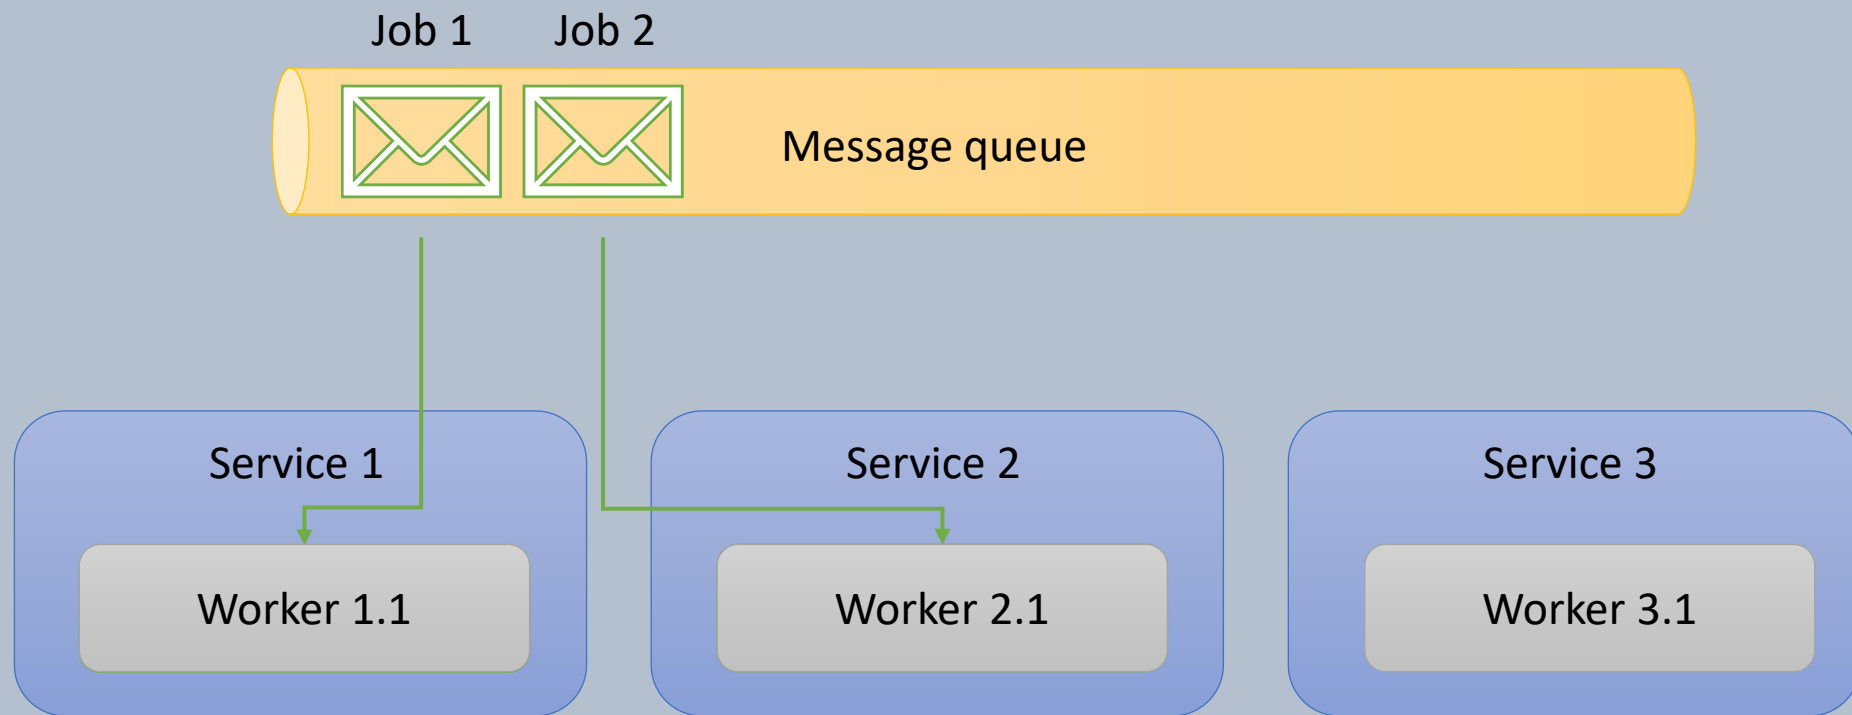 Job 1
Job 2
Message queue
Service 1
Service 2
Service 3
Worker 1.1
Worker 2.1
Worker 3.1